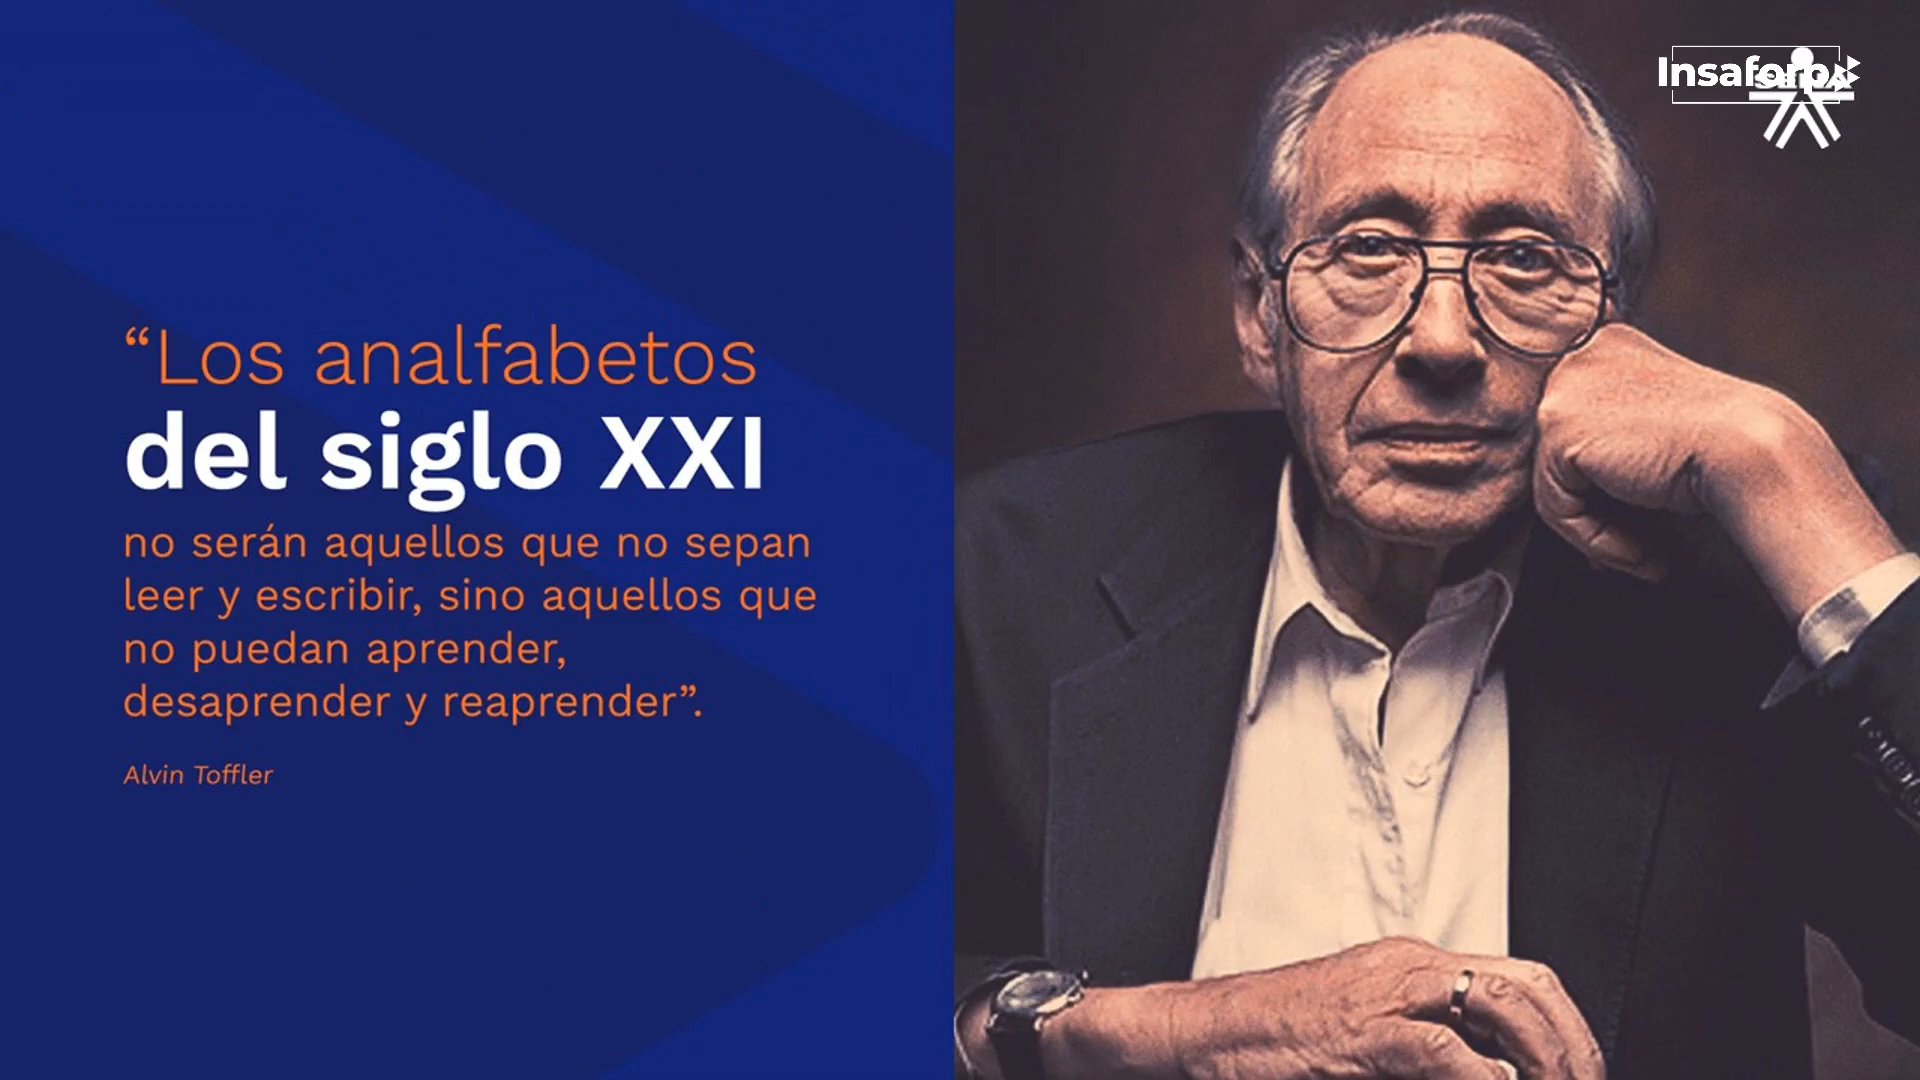 “Los analfabetos
del siglo XXI
no serán aquellos que no sepan
leer y escribir, sino aquellos que
no puedan aprender,
desaprender y reaprender”.
Alvin Toffler
Insaforp